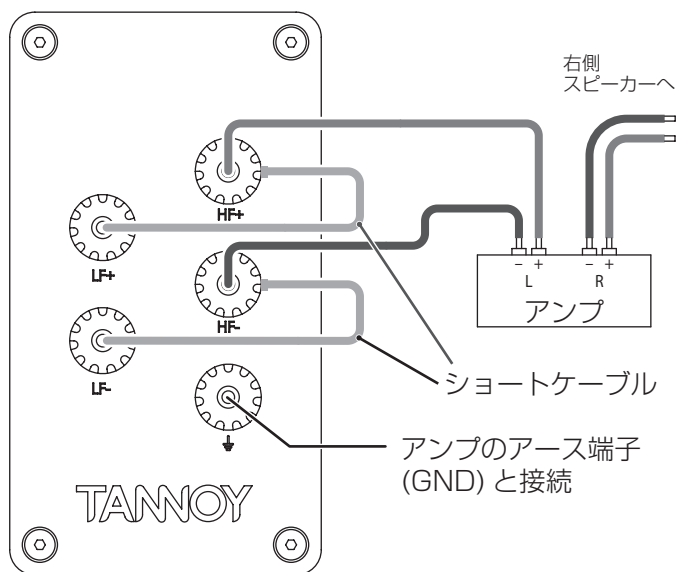 右側
スピーカーへ
HF+
LF+
HF-
LF-
− + − +
L R
アンプ
ショートケーブル
アンプのアース端子
(GND) と接続
TANNOY